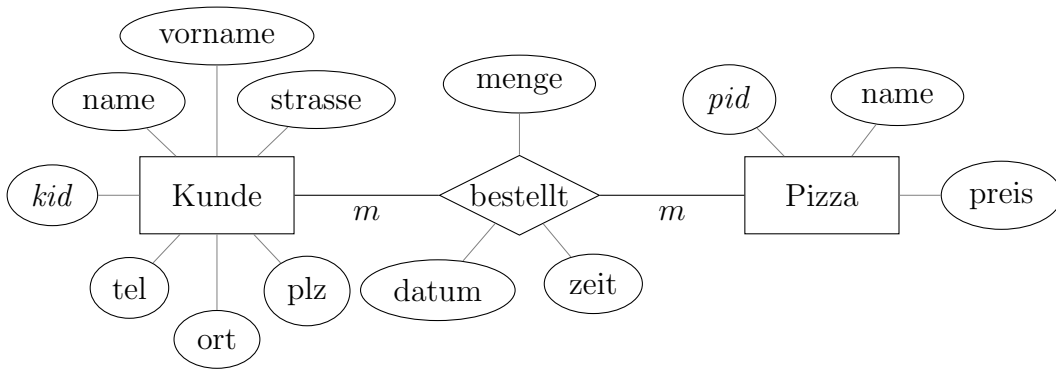 vorname
name
strasse
menge
pid
name
kid
Kunde
m
bestellt
m
Pizza
preis
tel
ort
plz
datum
zeit